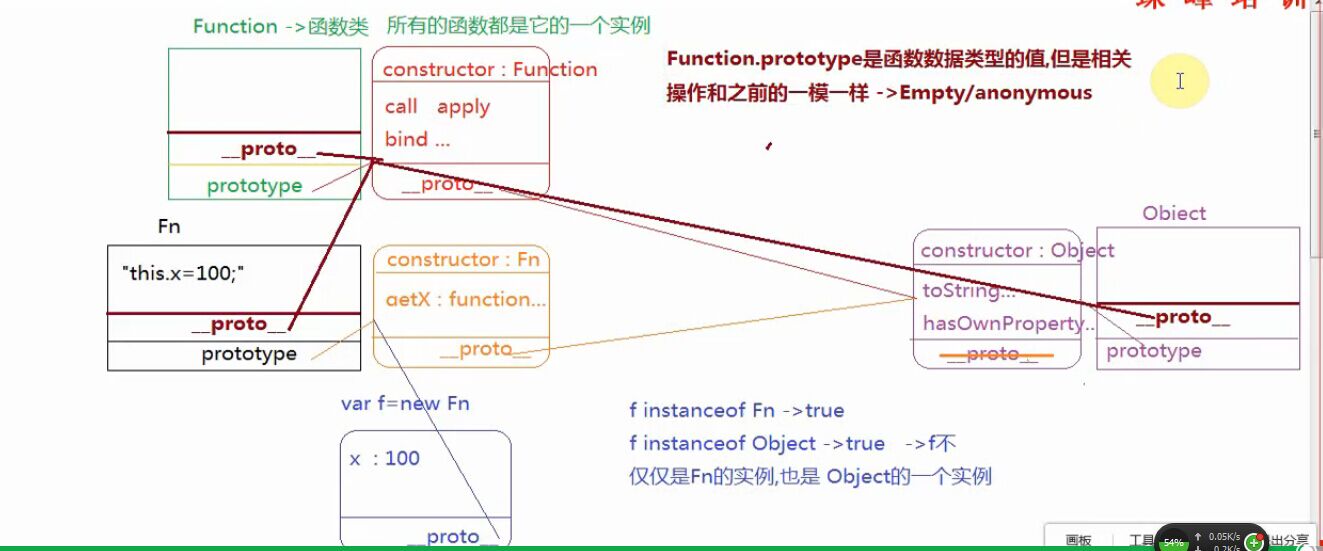 珠 峰 培 训
Function ->函数类 所有的函数都是它的一个实例
constructor : Function
call apply
bind ...
__proto__
__proto__
prototype
Function.prototype是函数数据类型的值,但是相关
操作和之前的一模一样 ->Empty/anonymous
Fn
"this.x=100;"
__proto__
prototype
constructor : Fn
getX : function...
__proto__
Object
constructor : Object
toString...
hasOwnProperty..
__proto__
__proto__
prototype
var f=new Fn
x : 100
__proto__
f instanceof Fn ->true
f instanceof Object ->true ->f不
仅仅是Fn的实例,也是 Object的一个实例
画板
工具
54%
0.05K/s
0.2K/s
出分享